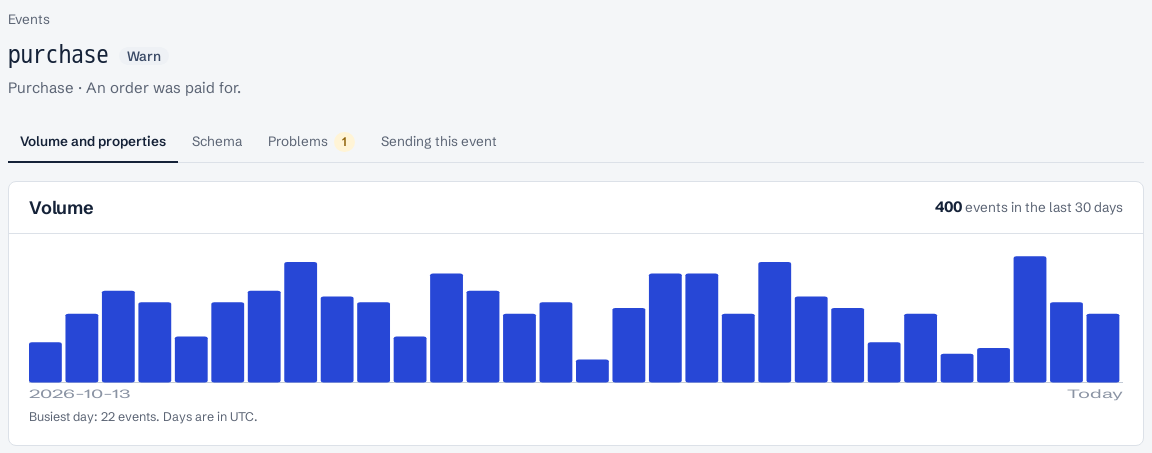 Events
purchase Warn
Purchase · An order was paid for.
Volume and properties Schema Problems 1 Sending this event
Volume 400 events in the last 30 days
2026-10-13 Today
Busiest day: 22 events. Days are in UTC.